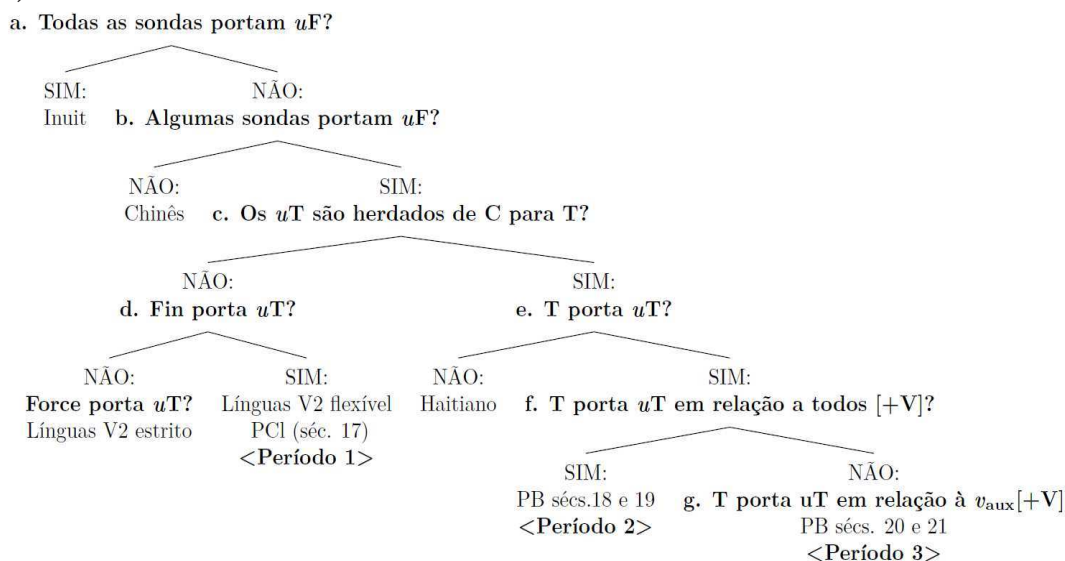 a. Todas as sondas portam uF?
SIM: NÃO:
Inuit b. Algumas sondas portam uF?
NÃO: SIM:
Chinês c. Os uT são herdados de C para T?
NÃO: SIM:
d. Fin porta uT? e. T porta uT?
NÃO: SIM: NÃO: SIM:
Force porta uT? Línguas V2 flexível Haitiano f. T porta uT em relação a todos [+V]?
Línguas V2 estrito PCl (séc. 17)
<Período 1>
SIM: NÃO:
PB sécs.18 e 19 g. T porta uT em relação à vaux[+V]
<Período 2> PB sécs. 20 e 21
<Período 3>